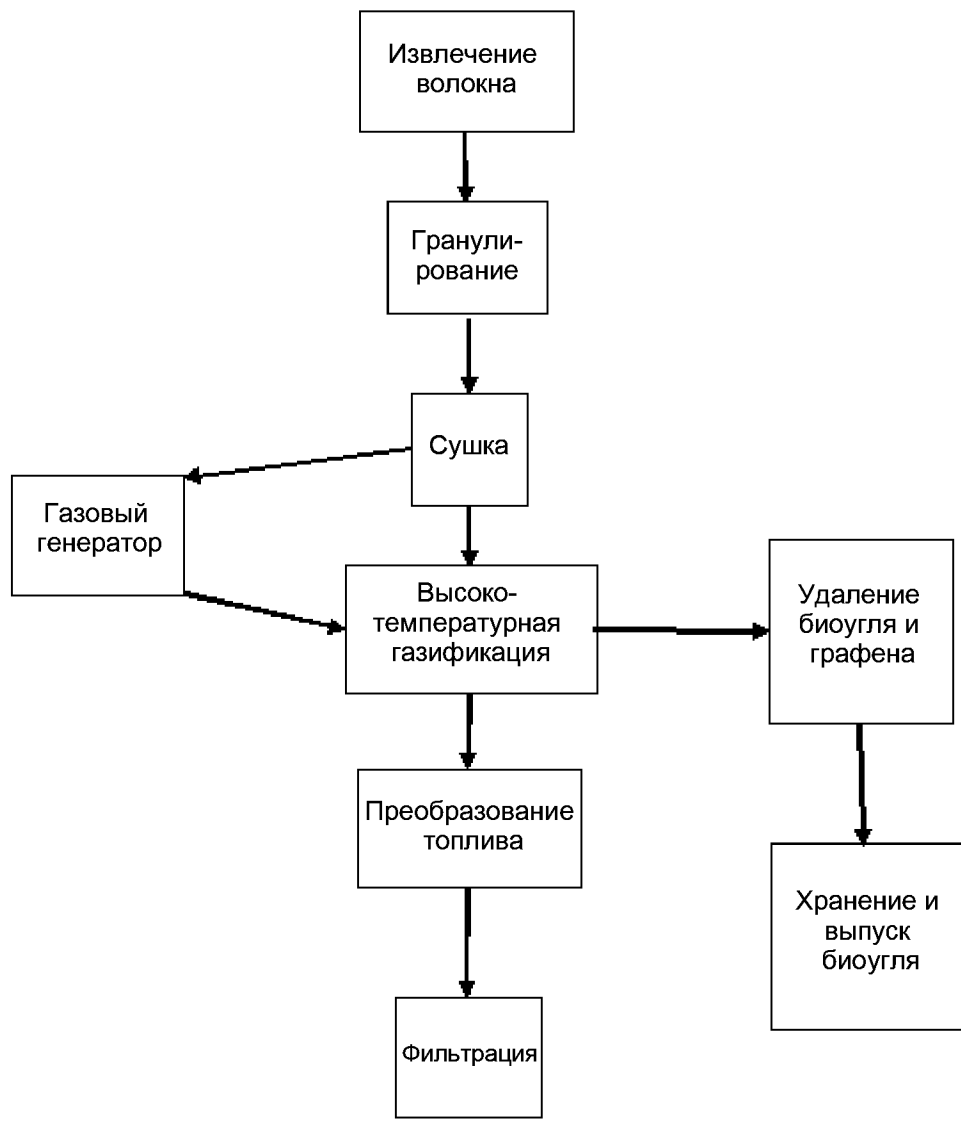 Извлечение
волокна
Гранули-
рование
Сушка
Газовый
генератор
Высоко-
температурная
газификация
Удаление
биоугля и
графена
Преобразование
топлива
Хранение и
выпуск
биоугля
Фильтрация